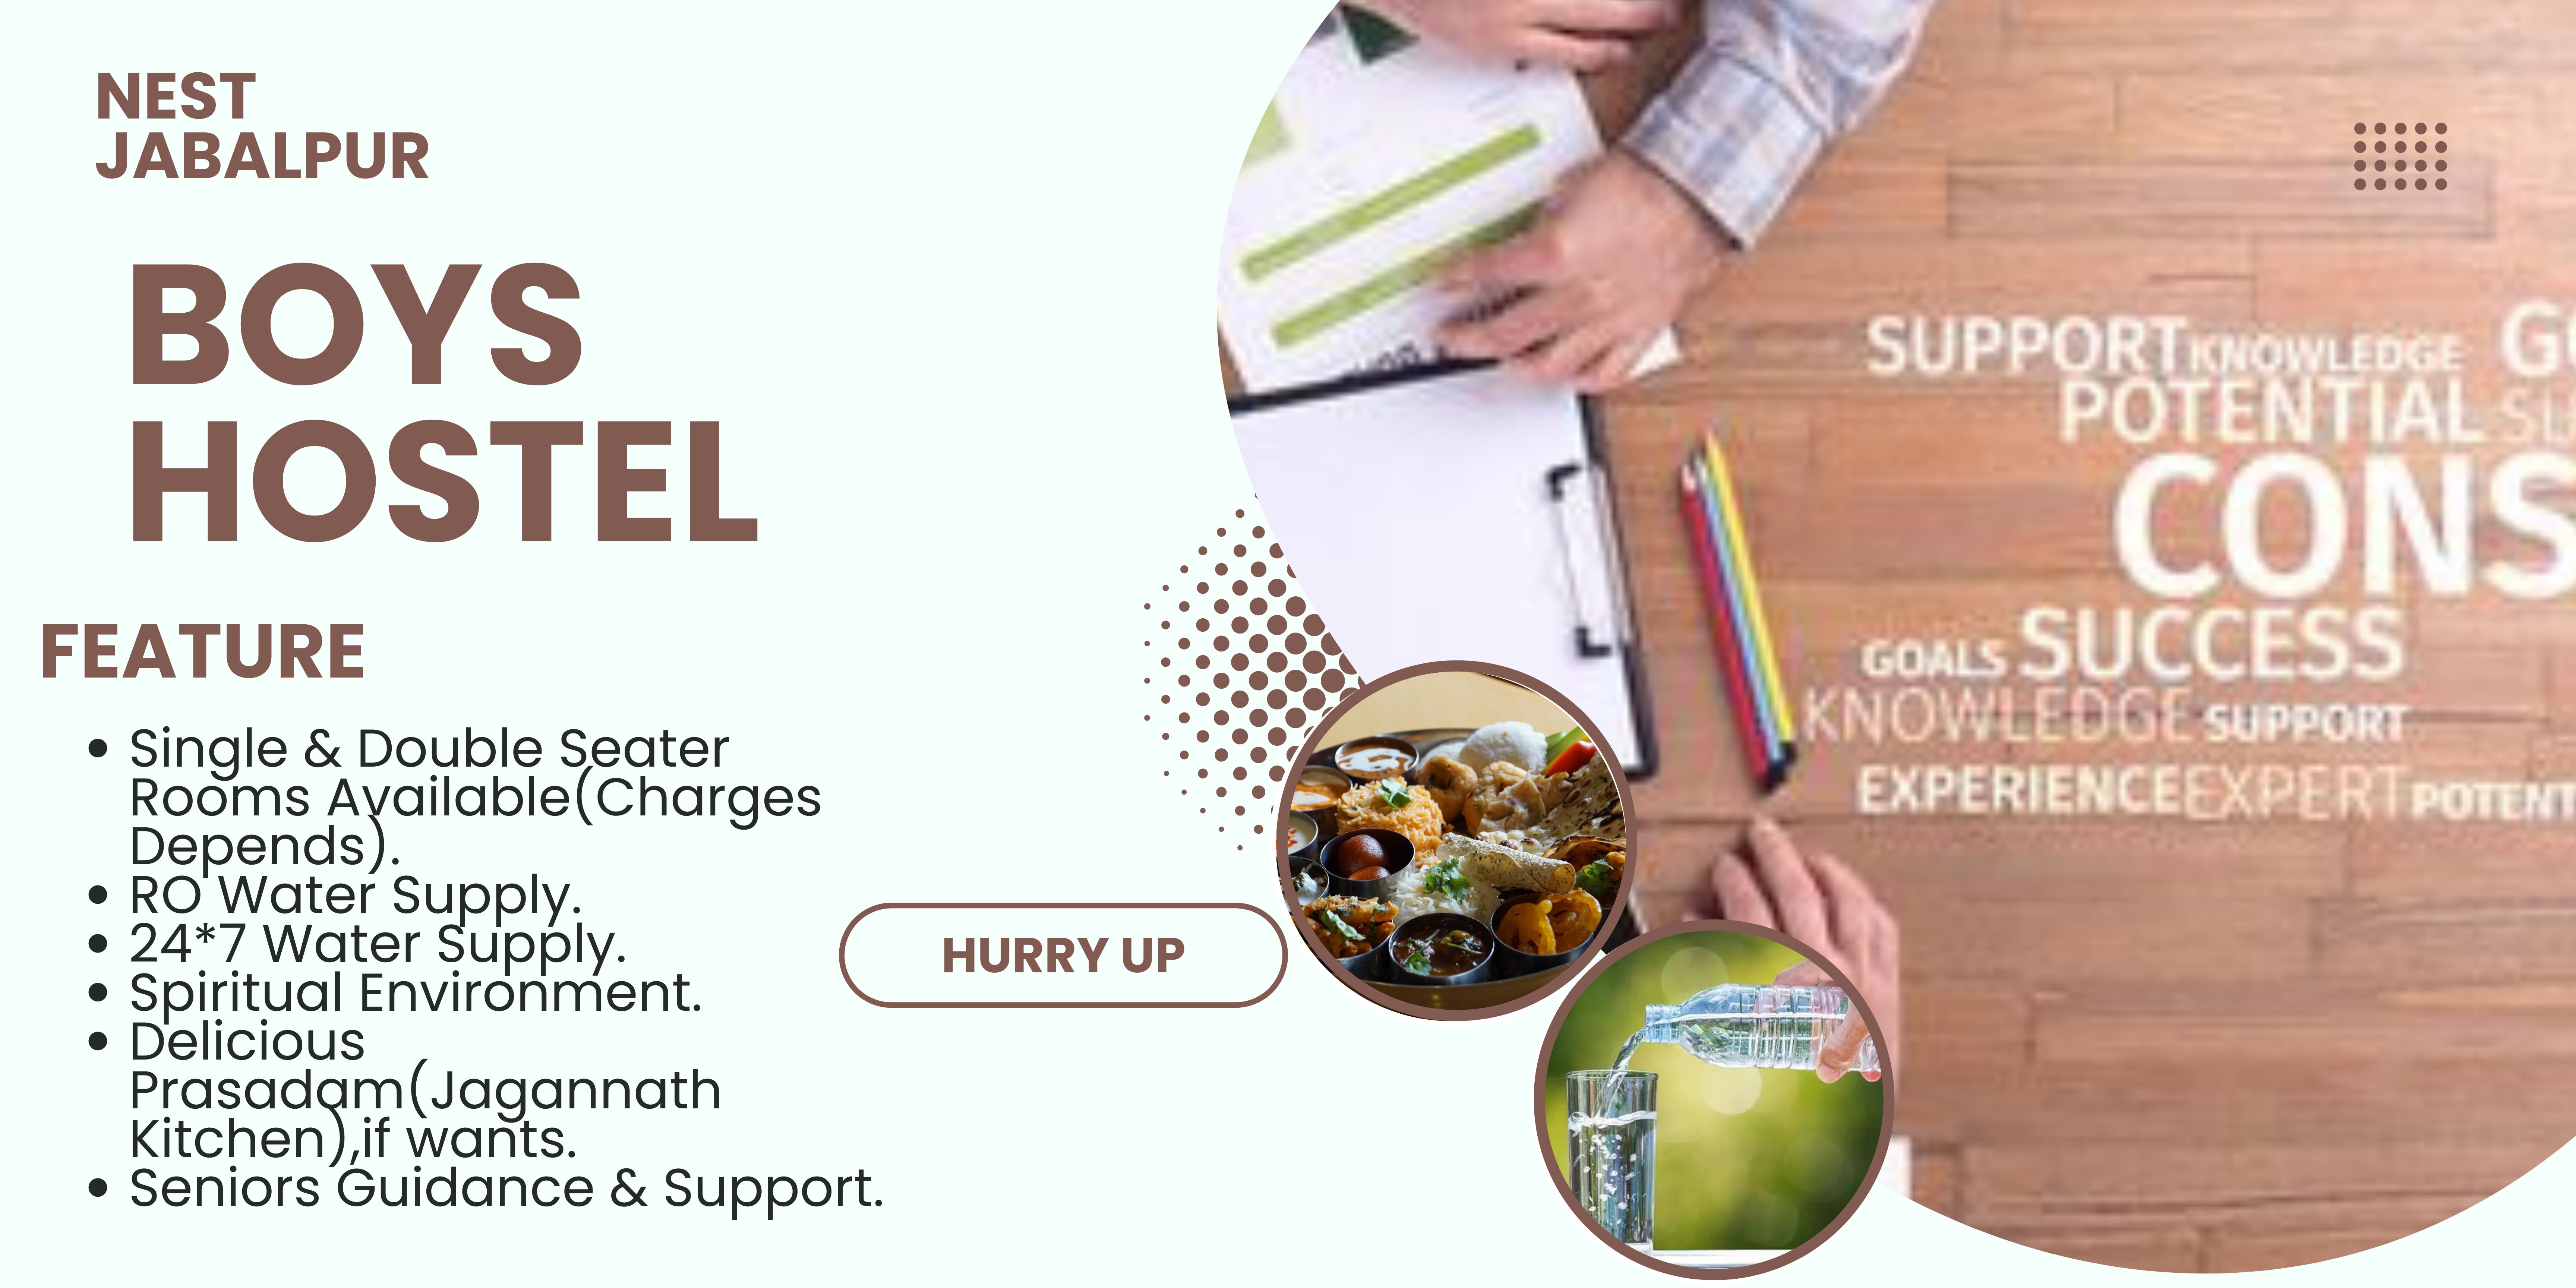 NEST
JABALPUR
BOYS
HOSTEL
FEATURE
Single & Double Seater
Rooms Available(Charges
Depends).
RO Water Supply.
24*7 Water Supply.
Spiritual Environment.
Delicious
Prasadam(Jagannath
Kitchen),if wants.
Seniors Guidance & Support.
HURRY UP
SUPPORT KNOWLEDGE
POTENTIAL
CONS
GOALS SUCCESS
KNOWLEDGE SUPPORT
EXPERIENCE EXPERT POTENT